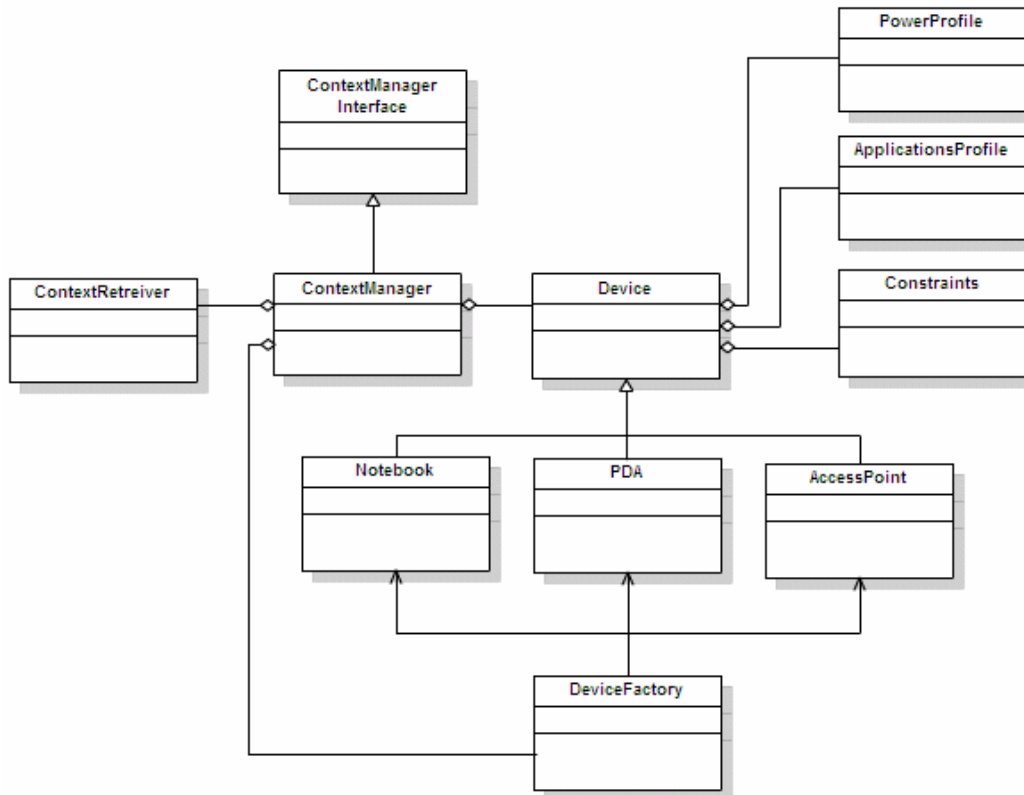 PowerProfile
ContextManager
Interface
ApplicationsProfile
ContextRetreiver
ContextManager
Device
Constraints
Notebook
PDA
AccessPoint
DeviceFactory